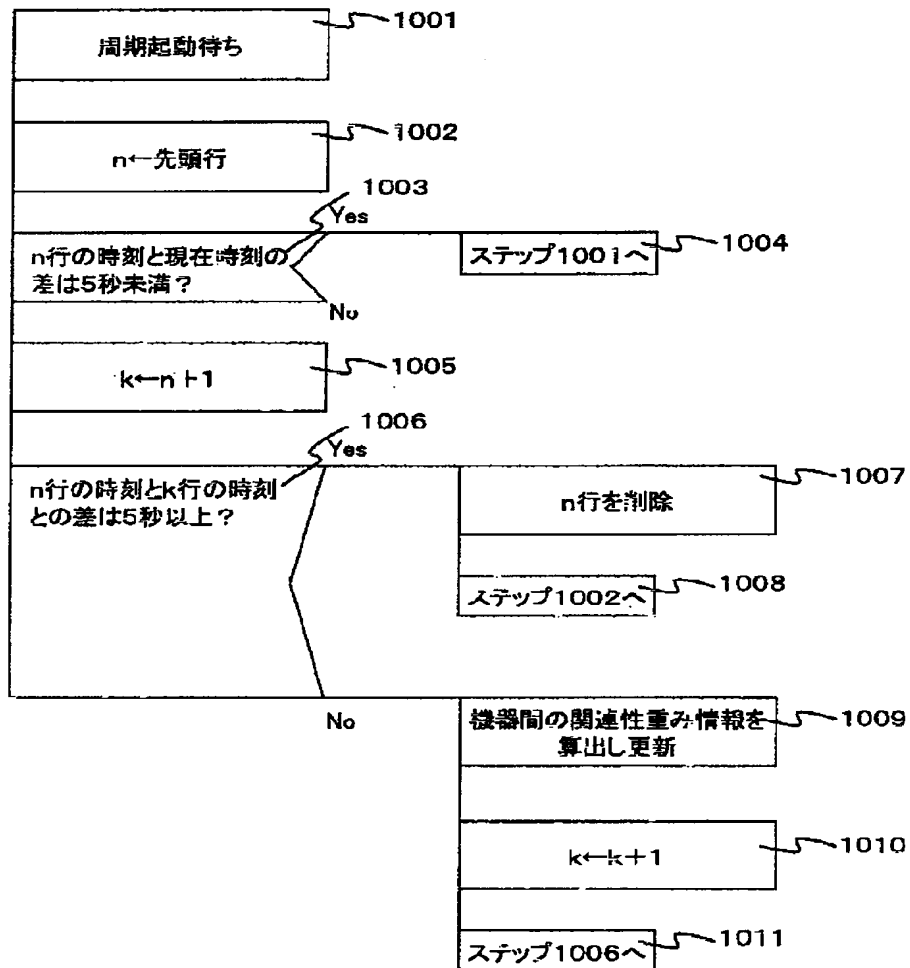 1001
周期起動待ち
1002
n←先頭行
1003
Yes
n行の時刻と現在時刻の
差は5秒未満?
ステップ1001へ
1004
No
1005
k←n+1
1006
Yes
n行の時刻とk行の時刻
との差は5秒以上?
1007
n行を削除
ステップ1002へ
1008
No
機器間の関連性重み情報を
算出し更新
1009
k←k+1
1010
ステップ1006へ
1011